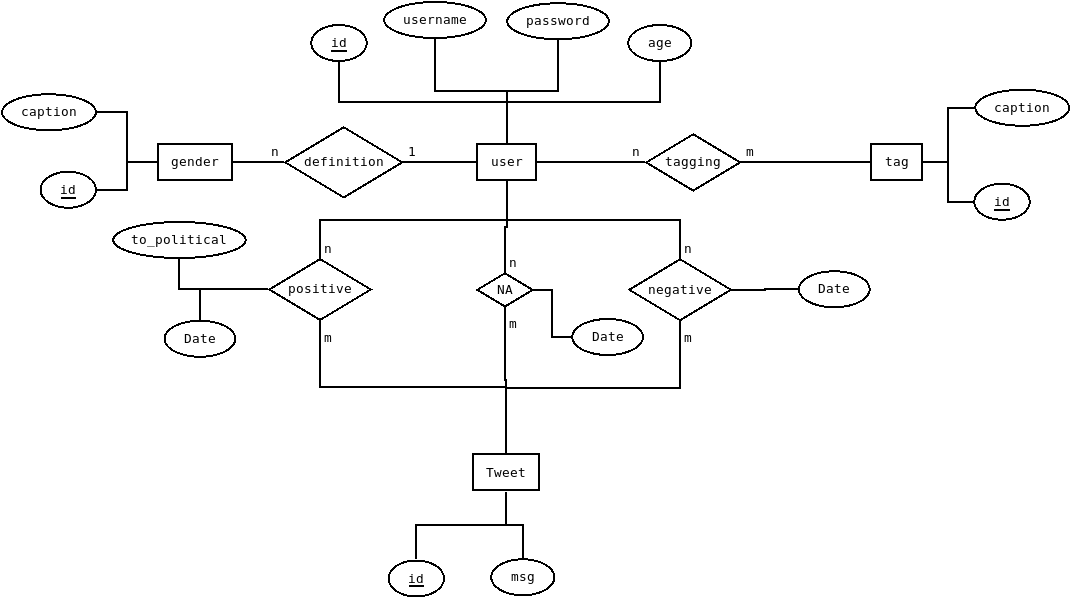 username
password
id
age
caption
caption
n
1
n
m
gender
definition
user
tagging
tag
id
id
to_political
n
n
n
positive
NA
negative
Date
m
Date
Date
m
m
Tweet
id
msg